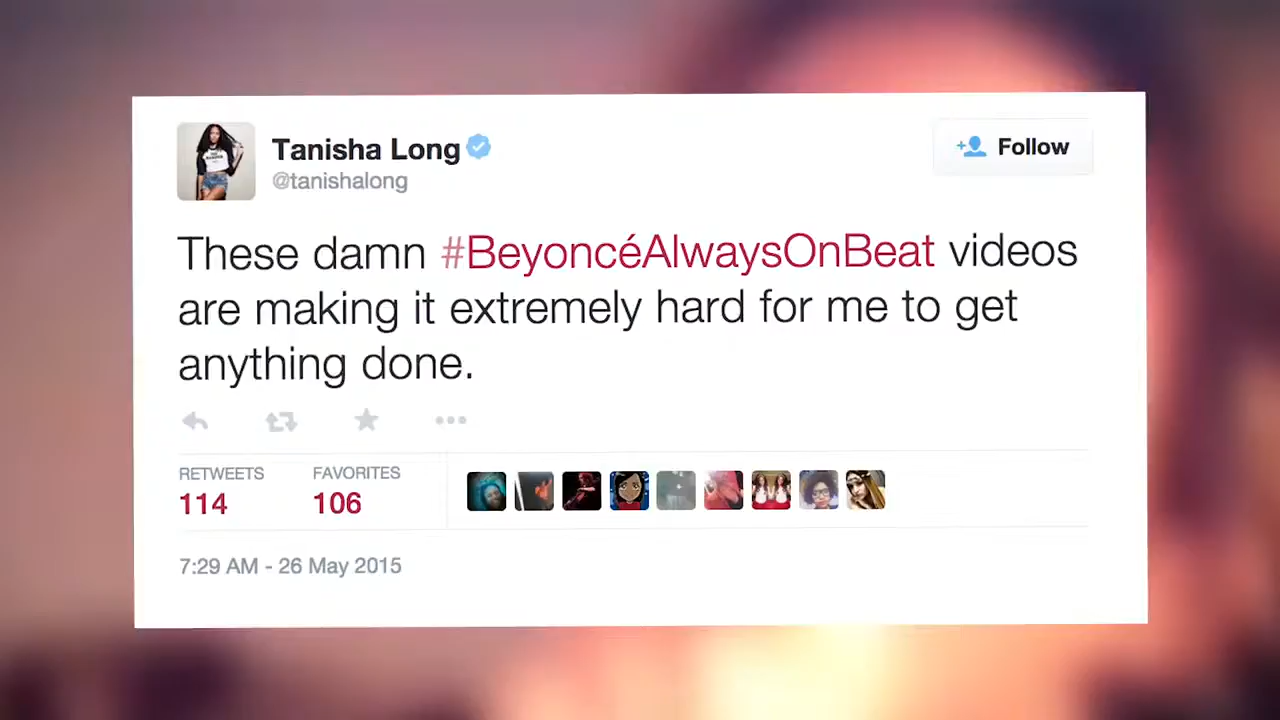 Tanisha Long
@tanishalong
Follow
These damn #BeyoncéAlwaysOnBeat videos
are making it extremely hard for me to get
anything done.
RETWEETS FAVORITES
114 106
7:29 AM - 26 May 2015